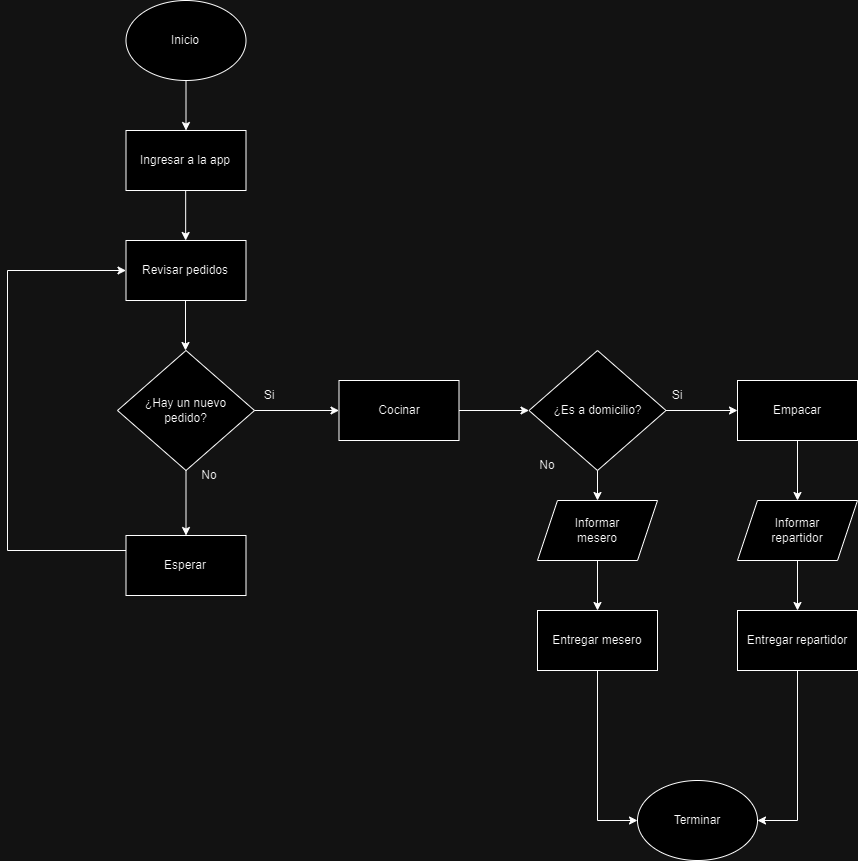 Inicio
Ingresar a la app
Revisar pedidos
¿Hay un nuevo
pedido?
Si
No
Esperar
Cocinar
¿Es a domicilio?
Si
No
Empacar
Informar
mesero
Informar
repartidor
Entregar mesero
Entregar repartidor
Terminar